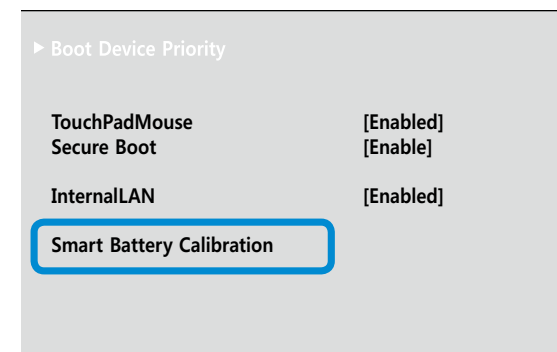 ▶ Boot Device Priority
TouchPadMouse [Enabled]
Secure Boot [Enable]
InternalLAN [Enabled]
Smart Battery Calibration